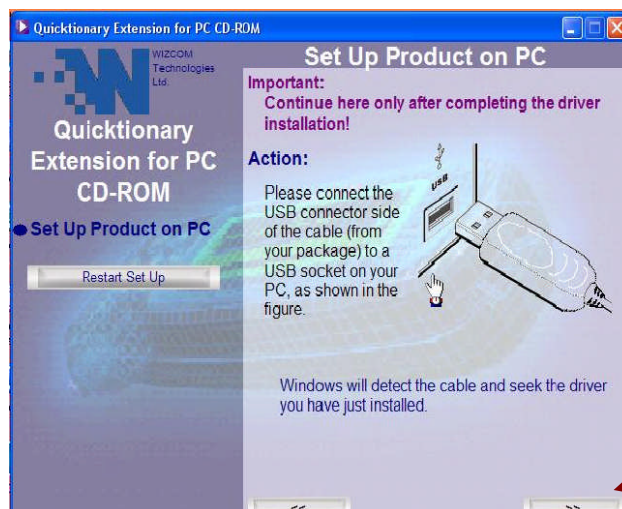 Quicktionary Extension for PC CD-ROM
WIZCOM
Technologies
Ltd.
Quicktionary
Extension for PC
CD-ROM
Set Up Product on PC
Restart Set Up
Set Up Product on PC
Important:
Continue here only after completing the driver
installation!
Action:
Please connect the
USB connector side
of the cable (from
your package) to a
USB socket on your
PC, as shown in the
figure.
USB
Windows will detect the cable and seek the driver
you have just installed.
<<
>>